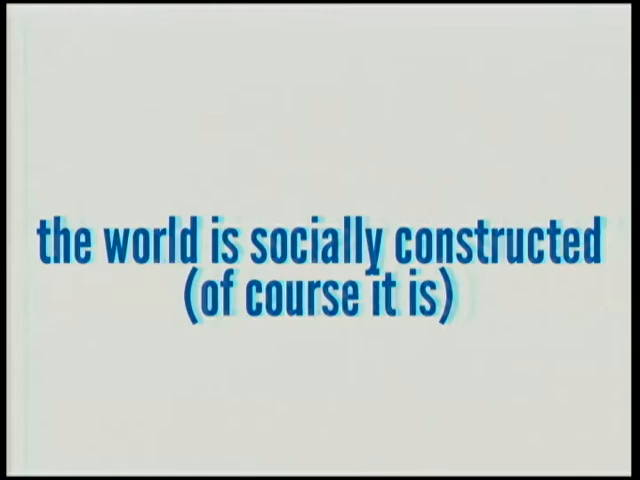 the world is socially constructed
(of course it is)